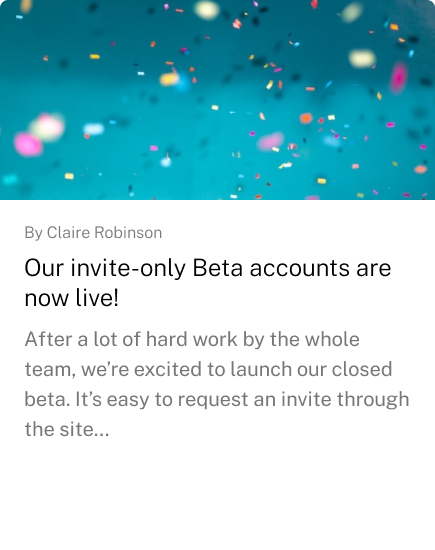 By Claire Robinson
Our invite-only Beta accounts are
now live!
After a lot of hard work by the whole
team, we’re excited to launch our closed
beta. It’s easy to request an invite through
the site...